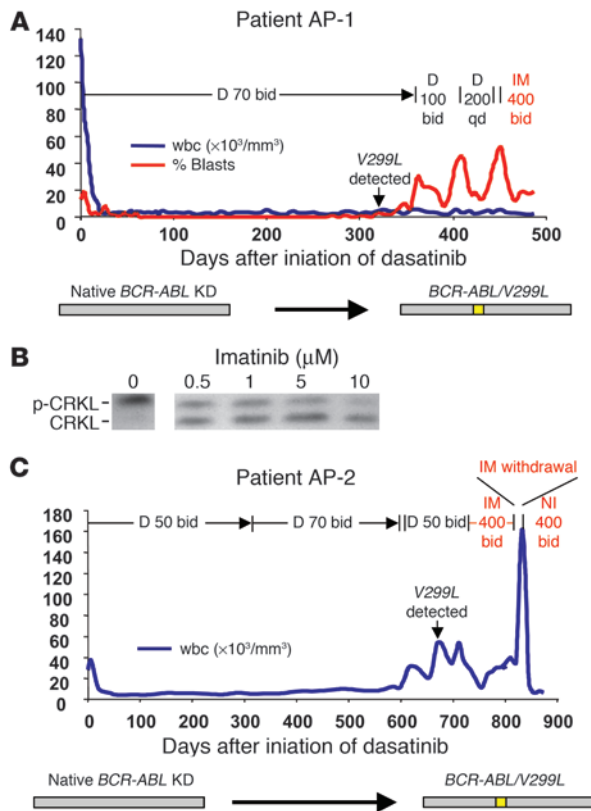 A
Patient AP-1
140
120
100
80
60
40
20
0
D 70 bid
D
100
bid
D
200
qd
IM
400
bid
wbc (×10³/mm³)
% Blasts
V299L
detected
0 100 200 300 400 500
Days after iniation of dasatinib
Native BCR-ABL KD
BCR-ABL/V299L
B
Imatinib (μM)
0 0.5 1 5 10
p-CRKL
CRKL
C
Patient AP-2
IM withdrawal
180
160
140
120
100
80
60
40
20
0
D 50 bid
D 70 bid
D 50 bid
IM
400
bid
NI
400
bid
V299L
detected
wbc (×10³/mm³)
0 100 200 300 400 500 600 700 800 900
Days after iniation of dasatinib
Native BCR-ABL KD
BCR-ABL/V299L